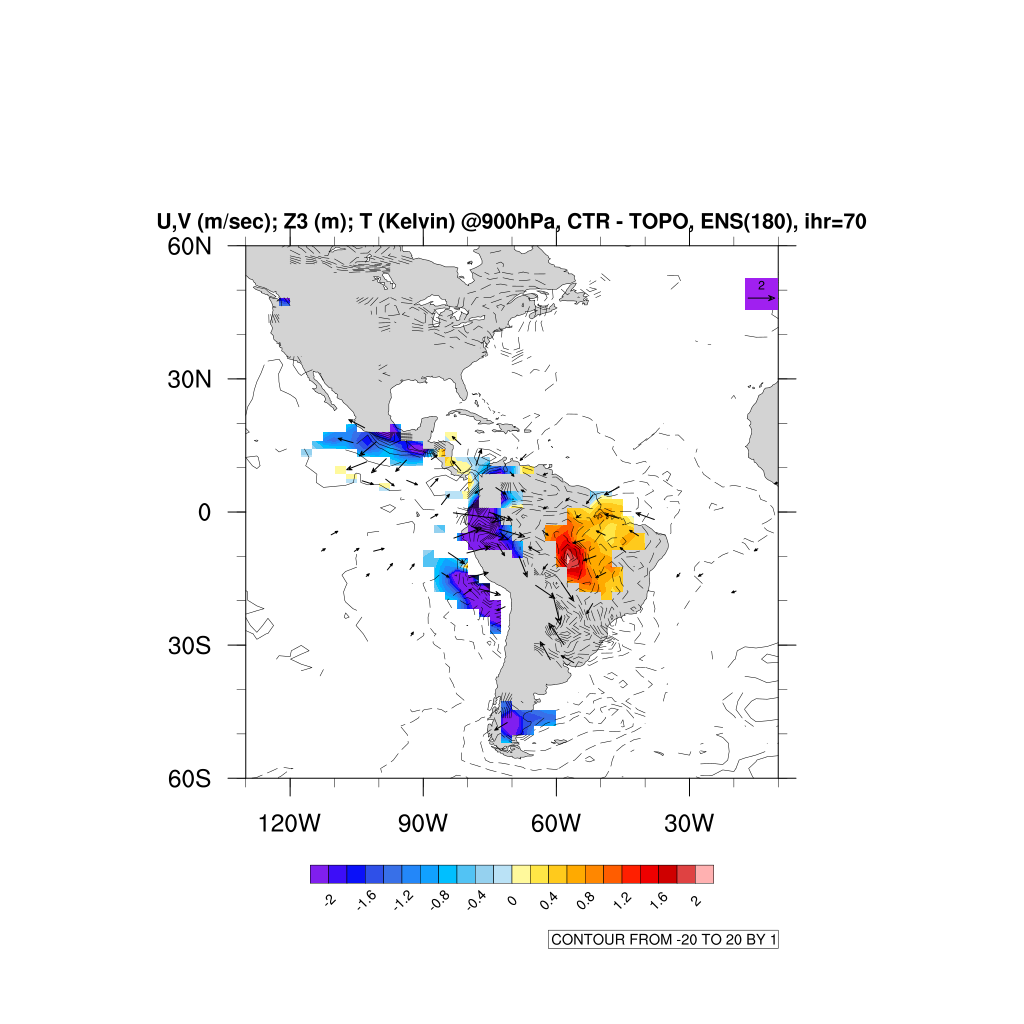 U,V (m/sec); Z3 (m); T (Kelvin) @900hPa, CTR - TOPO, ENS(180), ihr=70
60N
2
30N
0
30S
60S
120W 90W 60W 30W
-2 -1.6 -1.2 -0.8 -0.4 0 0.4 0.8 1.2 1.6 2
CONTOUR FROM -20 TO 20 BY 1